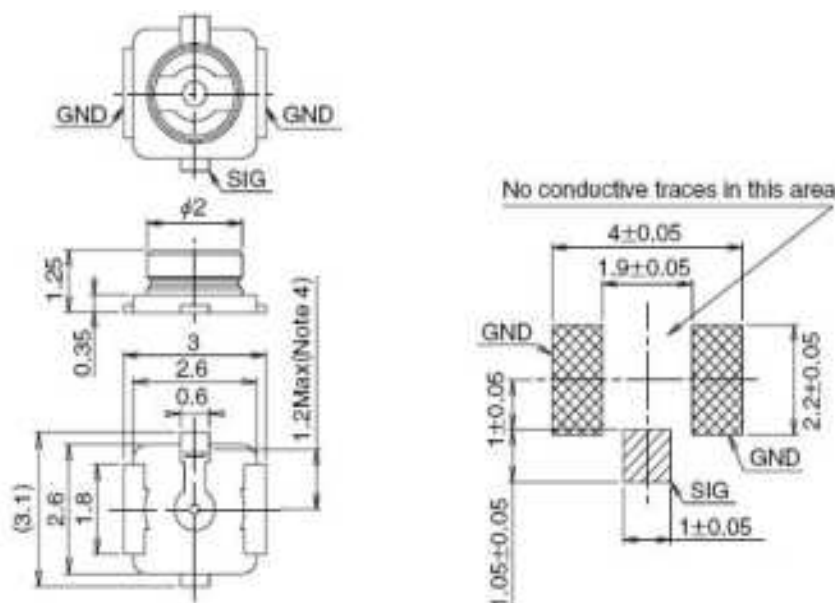 GND
GND
SIG
ϕ2
1.25
0.35
3
2.6
0.6
1.2Max(Note 4)
(3.1)
2.6
1.8
No conductive traces in this area
4±0.05
1.9±0.05
GND
2.2±0.05
1±0.05
GND
SIG
1±0.05
1.05±0.05